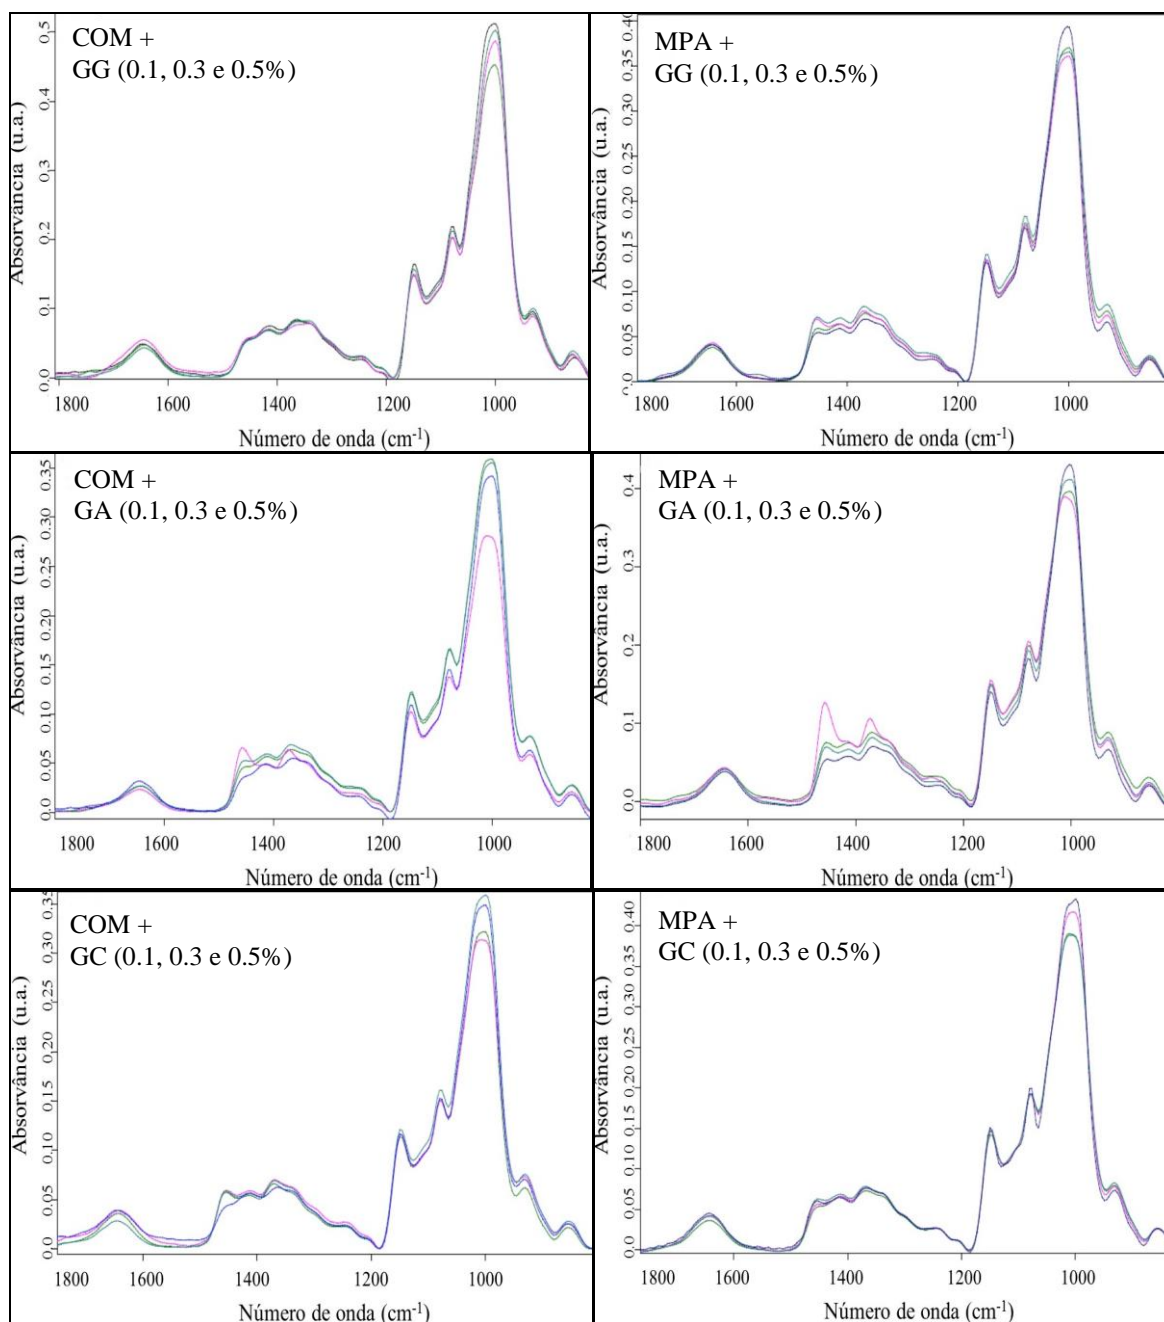 COM +
GG (0.1, 0.3 e 0.5%)
Absorvância (u.a.)
0.5
0.4
0.3
0.2
0.1
0.0
1800 1600 1400 1200 1000
Número de onda (cm-1)
MPA +
GG (0.1, 0.3 e 0.5%)
Absorvância (u.a.)
0.40
0.35
0.30
0.25
0.20
0.15
0.10
0.05
0.0
1800 1600 1400 1200 1000
Número de onda (cm-1)
COM +
GA (0.1, 0.3 e 0.5%)
Absorvância (u.a.)
0.35
0.30
0.25
0.20
0.15
0.10
0.05
0.0
1800 1600 1400 1200 1000
Número de onda (cm-1)
MPA +
GA (0.1, 0.3 e 0.5%)
Absorvância (u.a.)
0.4
0.3
0.2
0.1
0.0
1800 1600 1400 1200 1000
Número de onda (cm-1)
COM +
GC (0.1, 0.3 e 0.5%)
Absorvância (u.a.)
0.30
0.25
0.20
0.15
0.10
0.05
0.0
1800 1600 1400 1200 1000
Número de onda (cm-1)
MPA +
GC (0.1, 0.3 e 0.5%)
Absorvância (u.a.)
0.40
0.35
0.30
0.25
0.20
0.15
0.10
0.05
0.0
1800 1600 1400 1200 1000
Número de onda (cm-1)